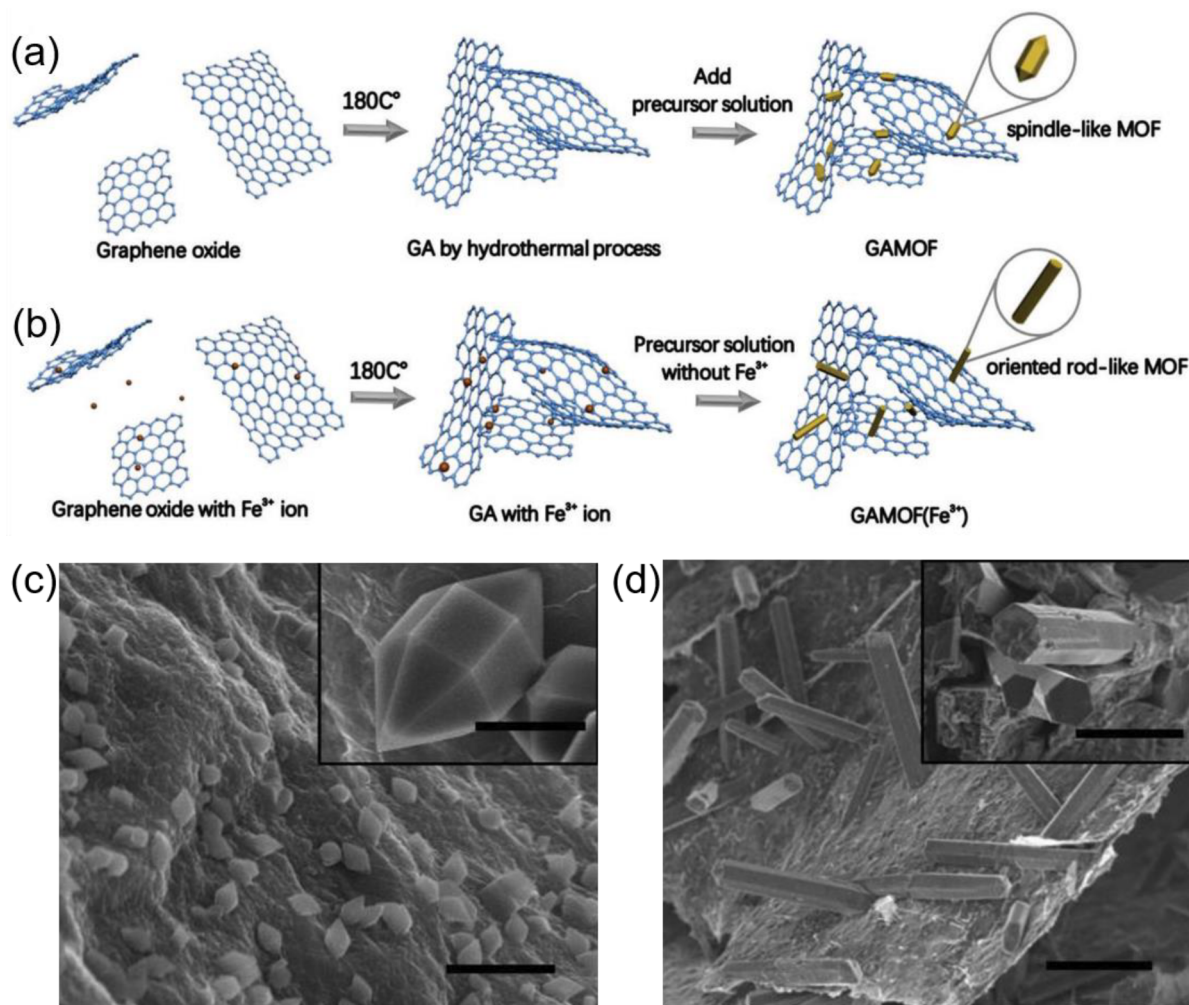 (a)
180C°
Add
precursor solution
spindle-like MOF
Graphene oxide
GA by hydrothermal process
GAMOF
(b)
180C°
Precursor solution
without Fe³⁺
oriented rod-like MOF
Graphene oxide with Fe³⁺ ion
GA with Fe³⁺ ion
GAMOF(Fe³⁺)
(c)
(d)